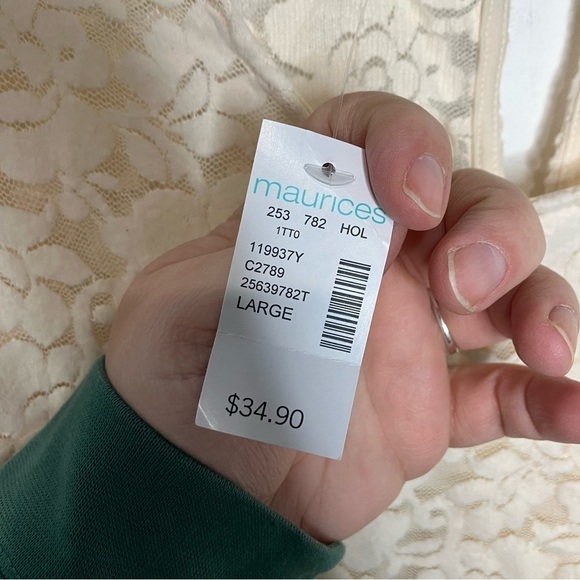 maurices
253 782 HOL
1TT0
119937Y
C2789
25639782T
LARGE
$34.90